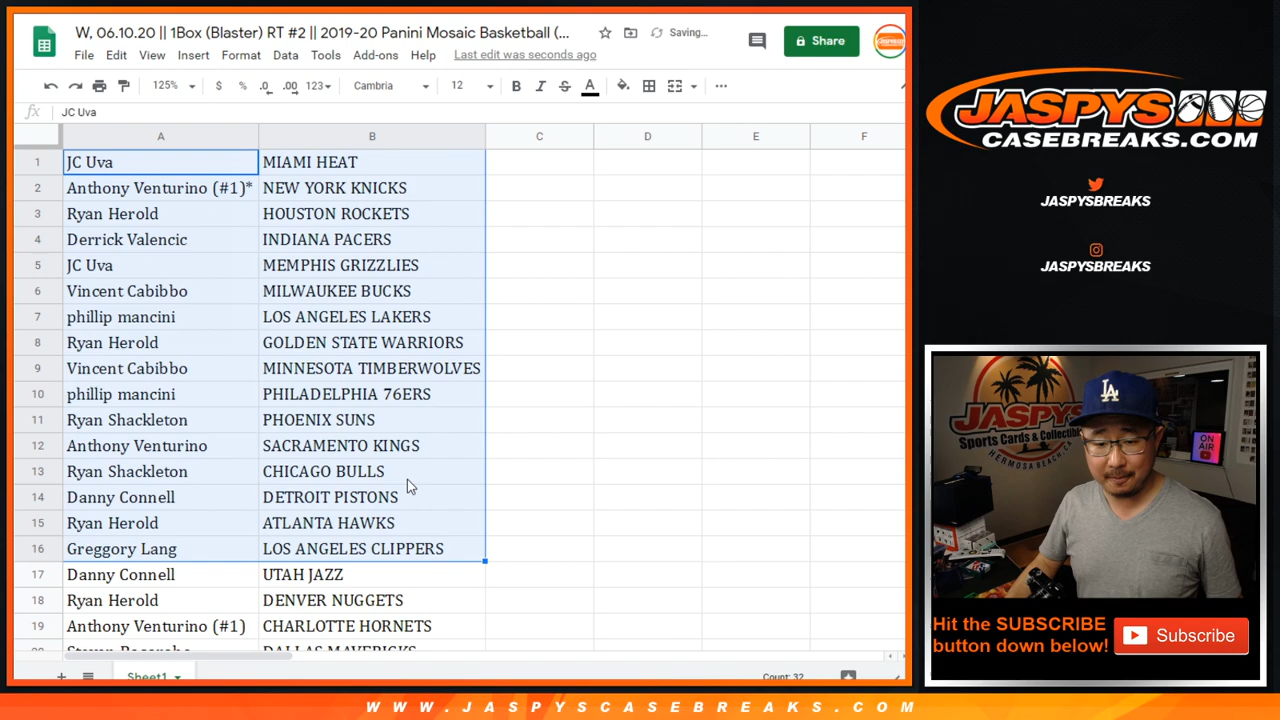 W, 06.10.20 || 1Box (Blaster) RT #2 || 2019-20 Panini Mosaic Basketball (...
Saving...
File Edit View Insert Format Data Tools Add-ons Help Last edit was seconds ago
Share
125% $ % .0 .00 123 Cambria 12 B I S A
fx JC Uva
A B C D E F
1 JC Uva MIAMI HEAT
2 Anthony Venturino (#1)* NEW YORK KNICKS
3 Ryan Herold HOUSTON ROCKETS
4 Derrick Valencic INDIANA PACERS
5 JC Uva MEMPHIS GRIZZLIES
6 Vincent Cabibbo MILWAUKEE BUCKS
7 phillip mancini LOS ANGELES LAKERS
8 Ryan Herold GOLDEN STATE WARRIORS
9 Vincent Cabibbo MINNESOTA TIMBERWOLVES
10 phillip mancini PHILADELPHIA 76ERS
11 Ryan Shackleton PHOENIX SUNS
12 Anthony Venturino SACRAMENTO KINGS
13 Ryan Shackleton CHICAGO BULLS
14 Danny Connell DETROIT PISTONS
15 Ryan Herold ATLANTA HAWKS
16 Greggory Lang LOS ANGELES CLIPPERS
17 Danny Connell UTAH JAZZ
18 Ryan Herold DENVER NUGGETS
19 Anthony Venturino (#1) CHARLOTTE HORNETS
DALLAS MAVERICKS
Sheet1
Count: 32
JASPYS
CASEBREAKS.COM
JASPYSBREAKS
JASPYSBREAKS
JASPYS
Sports Cards & Collectibles
HERMOSA BEACH, CA
LA
ON AIR
Hit the SUBSCRIBE
button down below!
Subscribe
WWW.JASPYSCASEBREAKS.COM